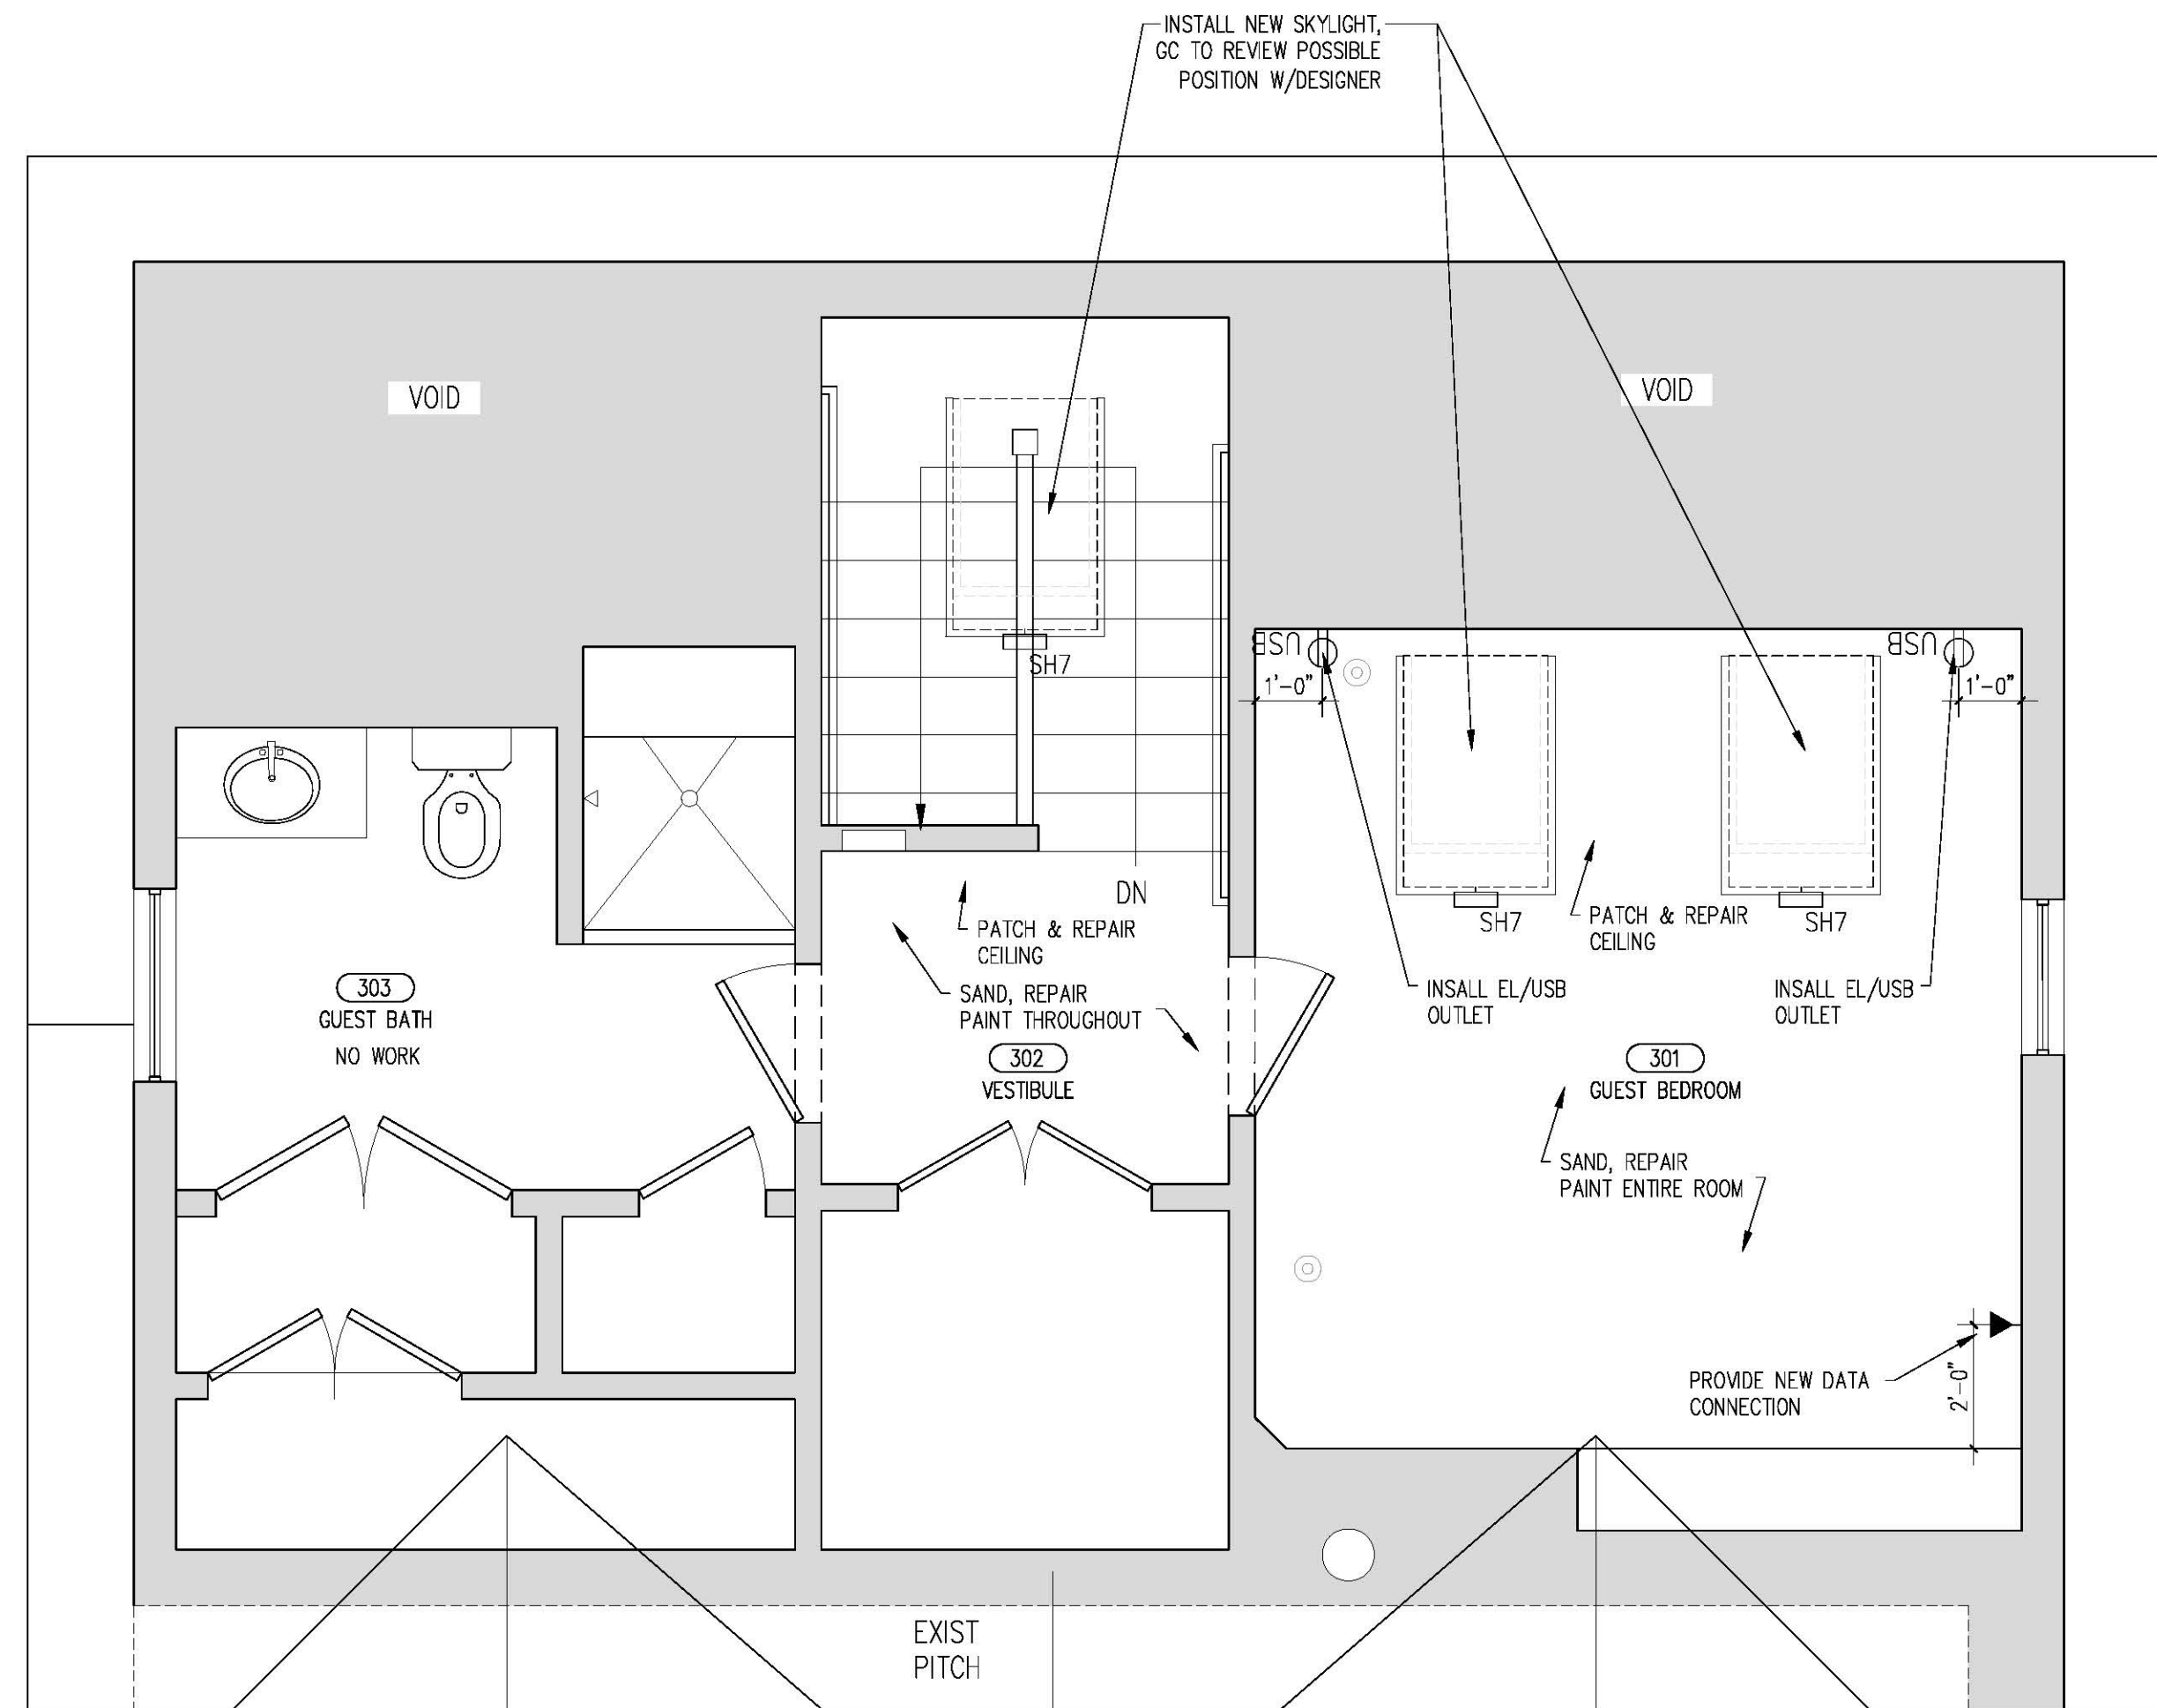 INSTALL NEW SKYLIGHT,
GC TO REVIEW POSSIBLE
POSITION W/DESIGNER
VOID
VOID
SH7
USB
1'-0"
USB
1'-0"
DN
PATCH & REPAIR
CEILING
SH7
PATCH & REPAIR
CEILING
SH7
SAND, REPAIR
PAINT THROUGHOUT
INSALL EL/USB
OUTLET
INSALL EL/USB
OUTLET
303
GUEST BATH
NO WORK
302
VESTIBULE
301
GUEST BEDROOM
SAND, REPAIR
PAINT ENTIRE ROOM
PROVIDE NEW DATA
CONNECTION
2'-0"
EXIST
PITCH